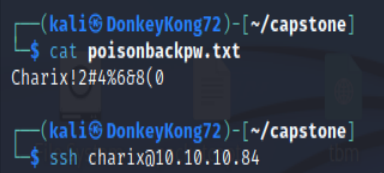 ┌──(kali㉿DonkeyKong72)-[~/capstone]
└─$ cat poisonbackpw.txt
Charix!2#4%6&8(0
┌──(kali㉿DonkeyKong72)-[~/capstone]
└─$ ssh charix@10.10.10.84